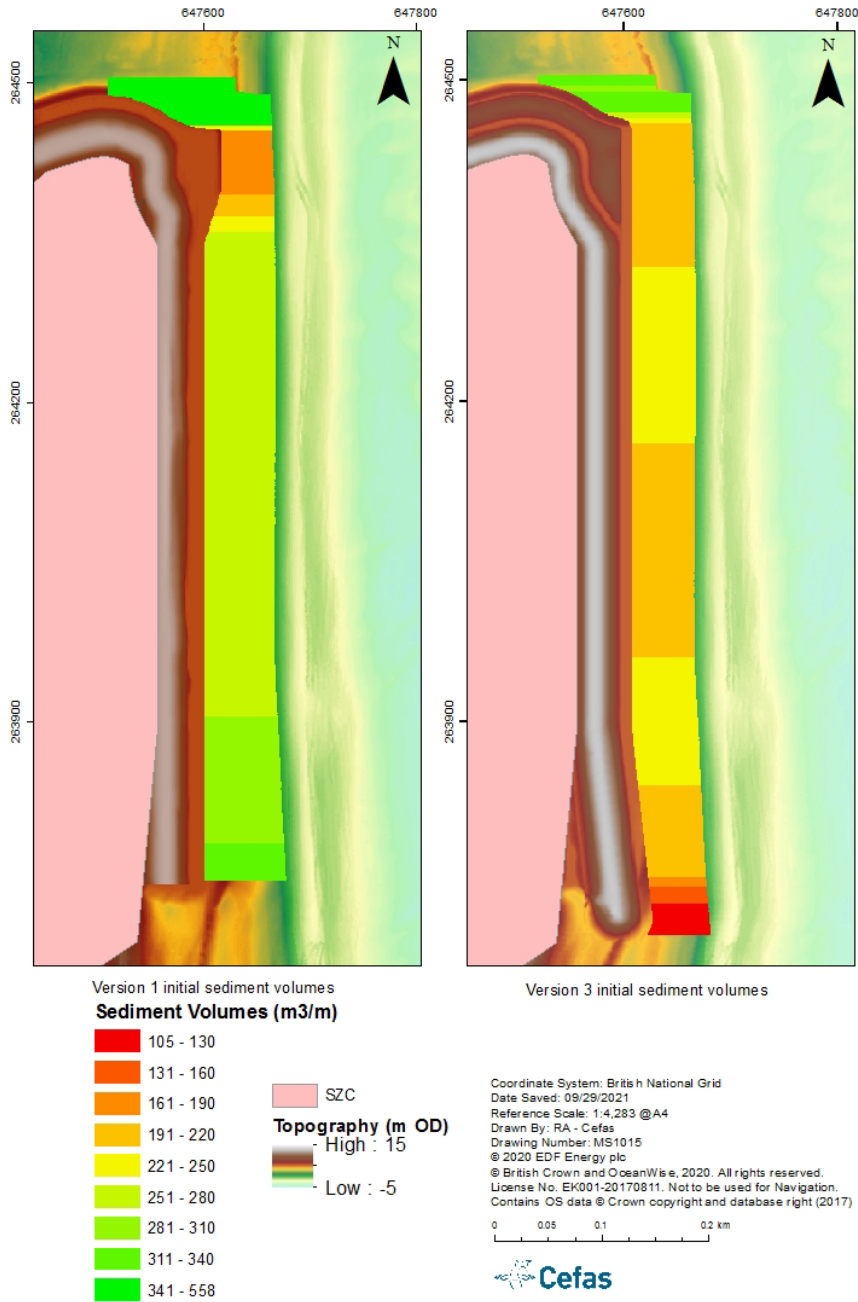 647600 647800 647600 647800
N N
264500 264500
264200 264200
263900 263900
Version 1 initial sediment volumes
Version 3 initial sediment volumes
Sediment Volumes (m3/m)
105 - 130
131 - 160
161 - 190
191 - 220
221 - 250
251 - 280
281 - 310
311 - 340
341 - 558
SZC
Topography (m OD)
High : 15
Low : -5
Coordinate System: British National Grid
Date Saved: 09/29/2021
Reference Scale: 1:4,283 @A4
Drawn By: RA - Cefas
Drawing Number: MS1015
© 2020 EDF Energy plc
© British Crown and OceanWise, 2020. All rights reserved.
License No. EK001-20170811. Not to be used for Navigation.
Contains OS data © Crown copyright and database right (2017)
0 0.05 0.1 0.2 km
Cefas